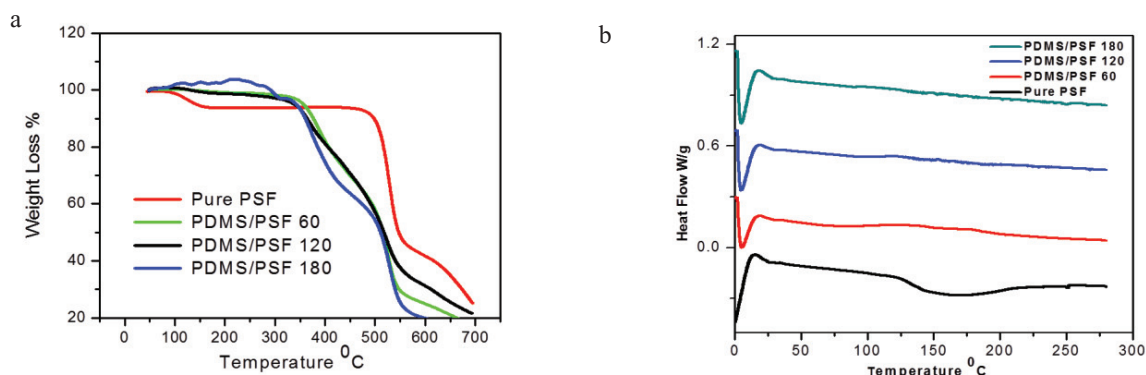 a
120
100
80
60
40
20
Weight Loss %
Pure PSF
PDMS/PSF 60
PDMS/PSF 120
PDMS/PSF 180
0 100 200 300 400 500 600 700
Temperature ⁰C
b
1.2
0.6
0.0
Heat Flow W/g
PDMS/PSF 180
PDMS/PSF 120
PDMS/PSF 60
Pure PSF
0 50 100 150 200 250 300
Temperature ⁰C